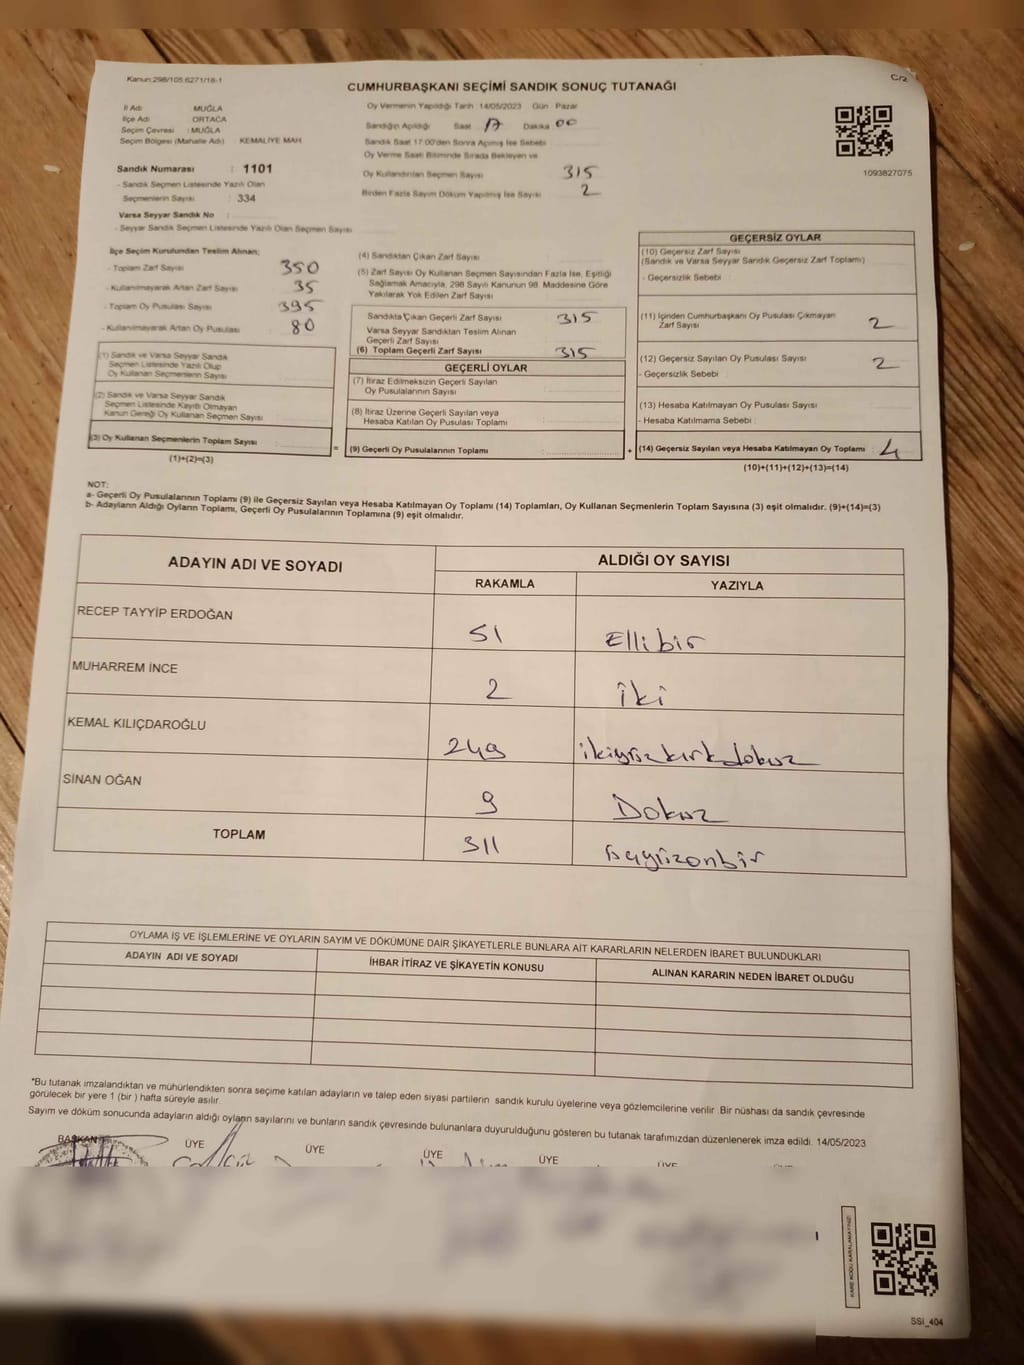 Kanun:298/105.6271/18-1
C/2
CUMHURBAŞKANI SEÇİMİ SANDIK SONUÇ TUTANAĞI
İl Adı MUĞLA
İlçe Adı ORTACA
Seçim Çevresi : MUĞLA
Seçim Bölgesi (Mahalle Adı) KEMALİYE MAH
Sandık Numarası : 1101
- Sandık Seçmen Listesinde Yazılı Olan
Seçmenlerin Sayısı : 334
Varsa Seyyar Sandık No :
- Seyyar Sandık Seçmen Listesinde Yazılı Olan Seçmen Sayısı
Oy Vermenin Yapıldığı Tarih : 14/05/2023 Gün Pazar
Sandığın Açıldığı Saat 17 Dakika 00
Sandık Saat 17:00'den Sonra Açılmış İse Sebebi
Oy Verme Saati Bitiminde Sırada Bekleyen ve
Oy Kullandırılan Seçmen Sayısı 315
Birden Fazla Sayım Döküm Yapılmış İse Sayısı 2
1093827075
İlçe Seçim Kurulundan Teslim Alınan;
- Toplam Zarf Sayısı 350
- Kullanılmayarak Artan Zarf Sayısı 35
- Toplam Oy Pusulası Sayısı 395
- Kullanılmayarak Artan Oy Pusulası 80
(1) Sandık ve Varsa Seyyar Sandık
Seçmen Listesinde Yazılı Olup
Oy Kullanan Seçmenlerin Sayısı
(2) Sandık ve Varsa Seyyar Sandık
Seçmen Listesinde Kayıtlı Olmayan
Kanun Gereği Oy Kullanan Seçmen Sayısı
(3) Oy Kullanan Seçmenlerin Toplam Sayısı :
(1)+(2)=(3)
=
(4) Sandıktan Çıkan Zarf Sayısı
(5) Zarf Sayısı Oy Kullanan Seçmen Sayısından Fazla İse, Eşitliği
Sağlamak Amacıyla, 298 Sayılı Kanunun 98. Maddesine Göre
Yakılarak Yok Edilen Zarf Sayısı
Sandıkta Çıkan Geçerli Zarf Sayısı 315
Varsa Seyyar Sandıktan Teslim Alınan
Geçerli Zarf Sayısı
(6) Toplam Geçerli Zarf Sayısı 315
GEÇERLİ OYLAR
(7) İtiraz Edilmeksizin Geçerli Sayılan
Oy Pusulalarının Sayısı
(8) İtiraz Üzerine Geçerli Sayılan veya
Hesaba Katılan Oy Pusulası Toplamı
(9) Geçerli Oy Pusulalarının Toplamı :
+
GEÇERSİZ OYLAR
(10) Geçersiz Zarf Sayısı
(Sandık ve Varsa Seyyar Sandık Geçersiz Zarf Toplamı)
- Geçersizlik Sebebi :
(11) İçinden Cumhurbaşkanı Oy Pusulası Çıkmayan
Zarf Sayısı 2
(12) Geçersiz Sayılan Oy Pusulası Sayısı 2
- Geçersizlik Sebebi :
(13) Hesaba Katılmayan Oy Pusulası Sayısı
- Hesaba Katılmama Sebebi :
(14) Geçersiz Sayılan veya Hesaba Katılmayan Oy Toplamı : 4
(10)+(11)+(12)+(13)=(14)
NOT:
a- Geçerli Oy Pusulalarının Toplamı (9) ile Geçersiz Sayılan veya Hesaba Katılmayan Oy Toplamı (14) Toplamları, Oy Kullanan Seçmenlerin Toplam Sayısına (3) eşit olmalıdır. (9)+(14)=(3)
b- Adayların Aldığı Oyların Toplamı, Geçerli Oy Pusulalarının Toplamına (9) eşit olmalıdır.
ADAYIN ADI VE SOYADI ALDIĞI OY SAYISI
RAKAMLA YAZIYLA
RECEP TAYYİP ERDOĞAN 51 Ellibir
MUHARREM İNCE 2 iki
KEMAL KILIÇDAROĞLU 249 ikiyüzkırkdokuz
SİNAN OĞAN 9 Dokuz
TOPLAM 311 üçyüzonbir
OYLAMA İŞ VE İŞLEMLERİNE VE OYLARIN SAYIM VE DÖKÜMÜNE DAİR ŞİKAYETLERLE BUNLARA AİT KARARLARIN NELERDEN İBARET BULUNDUKLARI
ADAYIN ADI VE SOYADI İHBAR İTİRAZ VE ŞİKAYETİN KONUSU ALINAN KARARIN NEDEN İBARET OLDUĞU
*Bu tutanak imzalandıktan ve mühürlendikten sonra seçime katılan adayların ve talep eden siyasi partilerin sandık kurulu üyelerine veya gözlemcilerine verilir. Bir nüshası da sandık çevresinde
görülecek bir yere 1 (bir ) hafta süreyle asılır.
Sayım ve döküm sonucunda adayların aldığı oyların sayılarını ve bunların sandık çevresinde bulunanlara duyurulduğunu gösteren bu tutanak tarafımızdan düzenlenerek imza edildi. 14/05/2023
BAŞKAN ÜYE ÜYE ÜYE ÜYE ÜYE
KARE KODU KARALAMAYINIZ!
SSİ_404